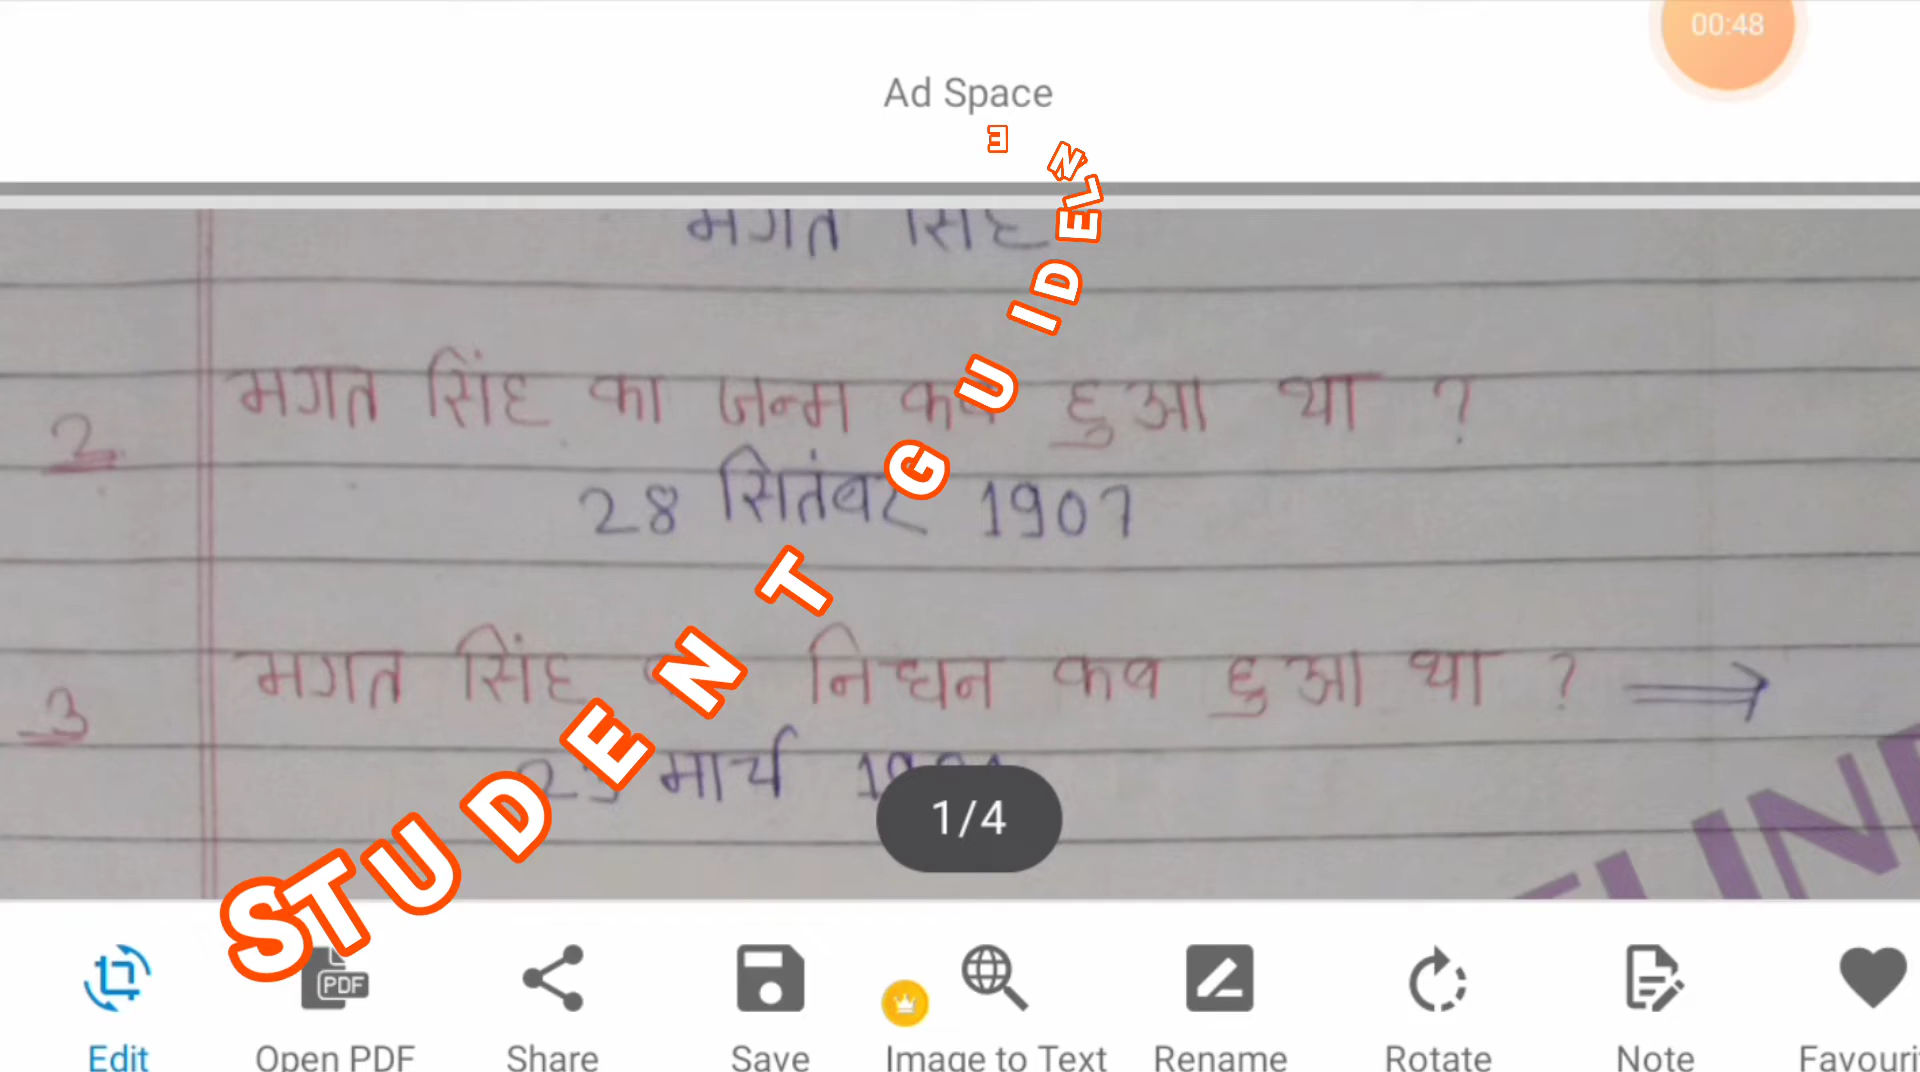 00:48
Ad Space
भगत सिंह
2 भगत सिंह का जन्म कब हुआ था ?
28 सितंबर 1907
3 भगत सिंह निधन कब हुआ था ?
मार्च
1/4
STUDENT GUIDELNE
Edit
Open PDF
Share
Save
Image to Text
Rename
Rotate
Note